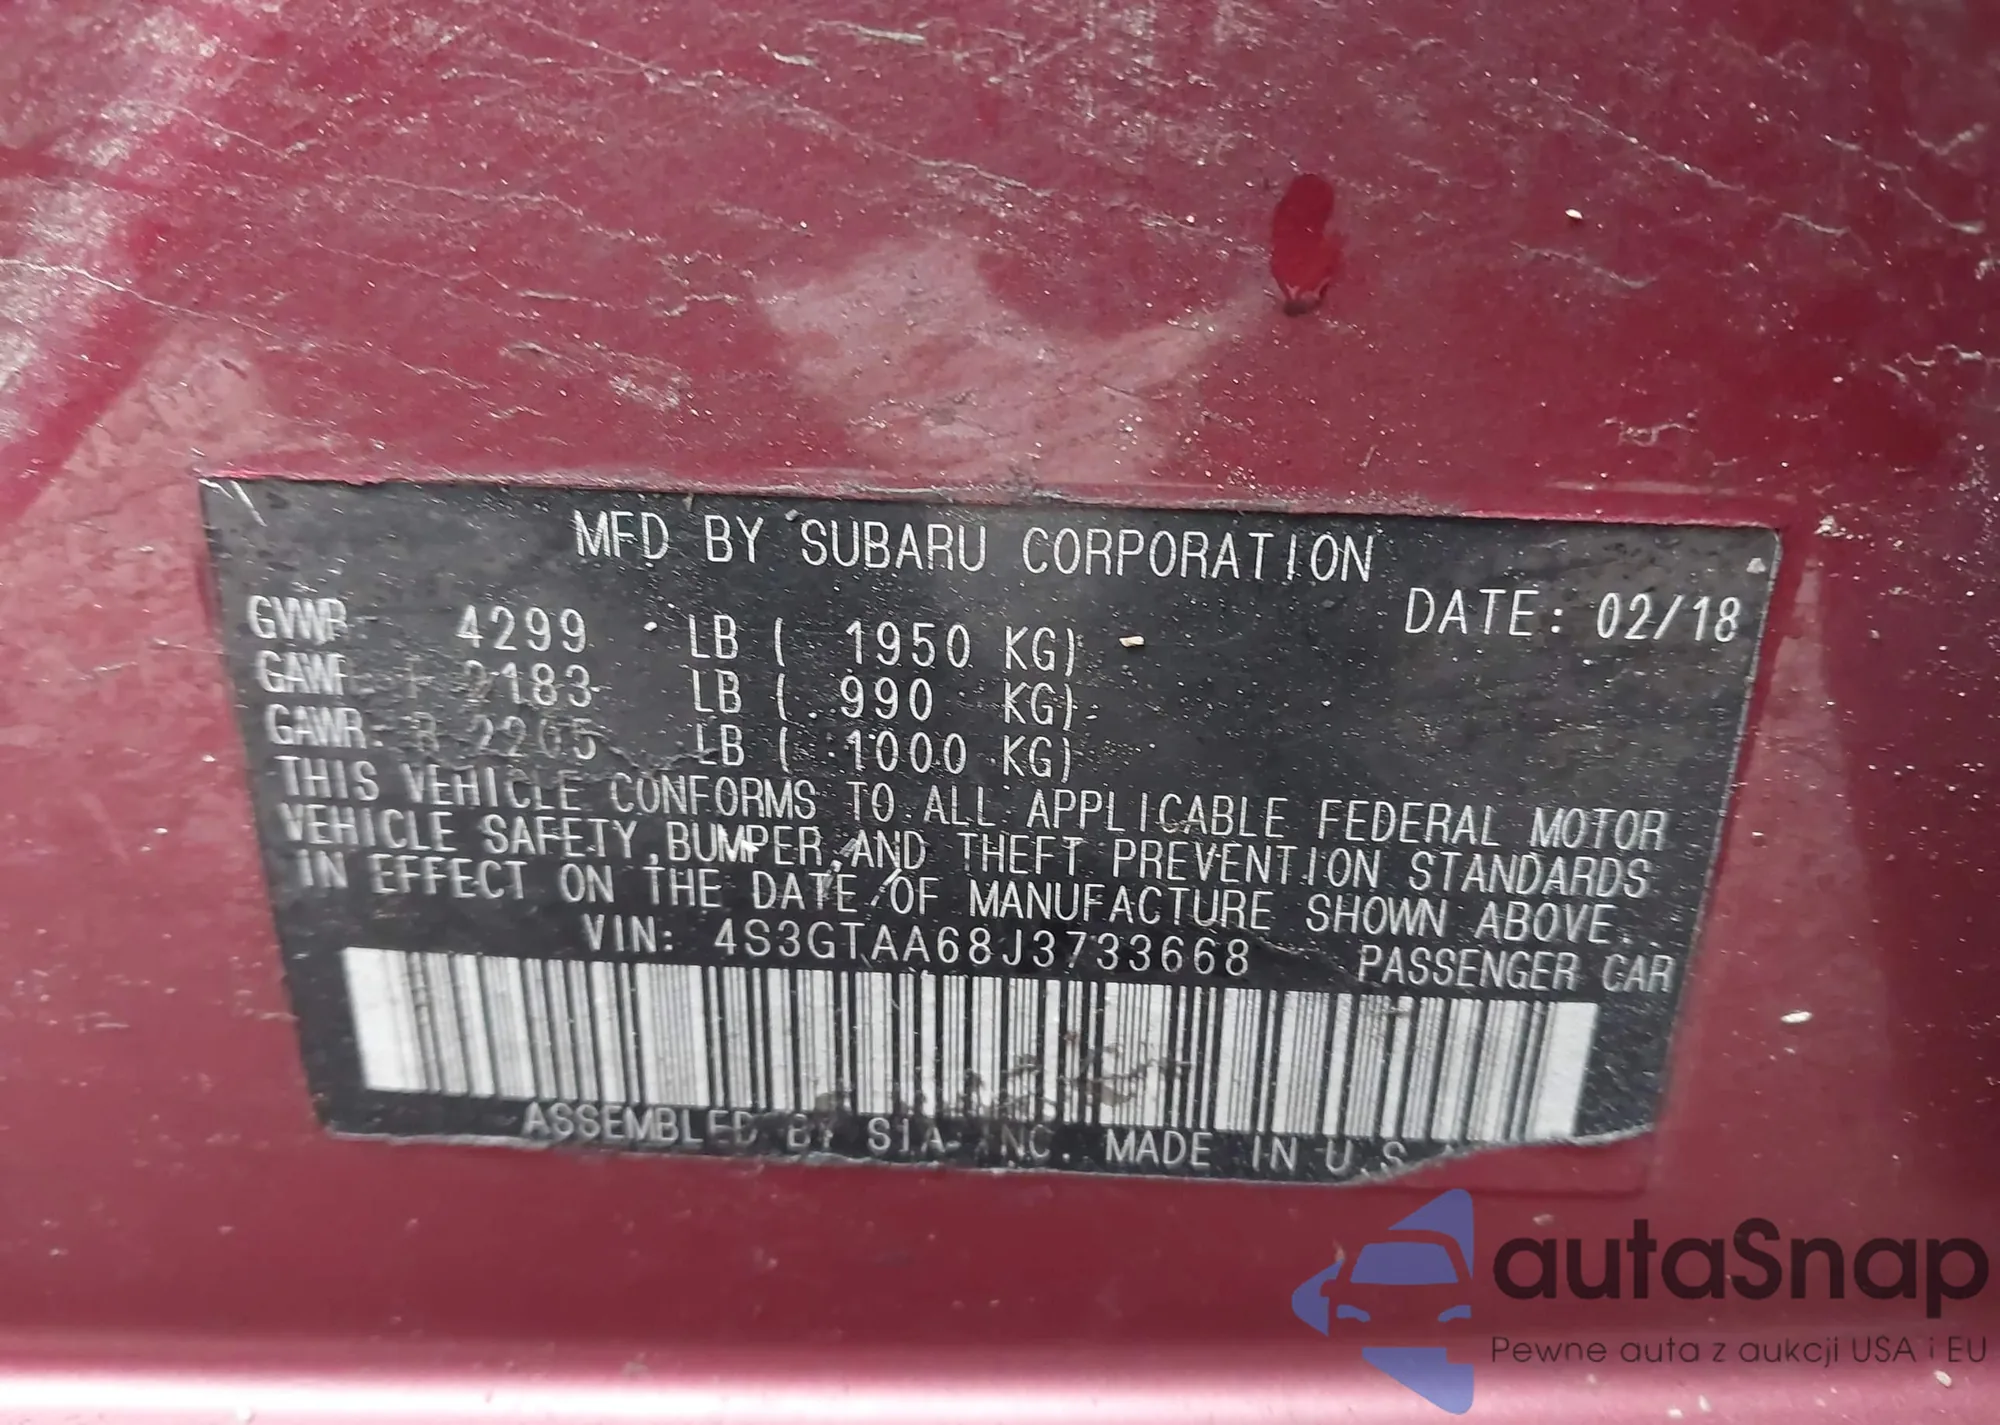 MFD BY SUBARU CORPORATION
DATE: 02/18
GVWR: 4299 LB ( 1950 KG)
GAWR F 2183 LB ( 990 KG)
GAWR: R 2205 LB ( 1000 KG)
THIS VEHICLE CONFORMS TO ALL APPLICABLE FEDERAL MOTOR
VEHICLE SAFETY, BUMPER, AND THEFT PREVENTION STANDARDS
IN EFFECT ON THE DATE OF MANUFACTURE SHOWN ABOVE.
VIN: 4S3GTAA68J3733668 PASSENGER CAR
ASSEMBLED BY SIA INC. MADE IN U.S
autaSnap
Pewne auta z aukcji USA i EU